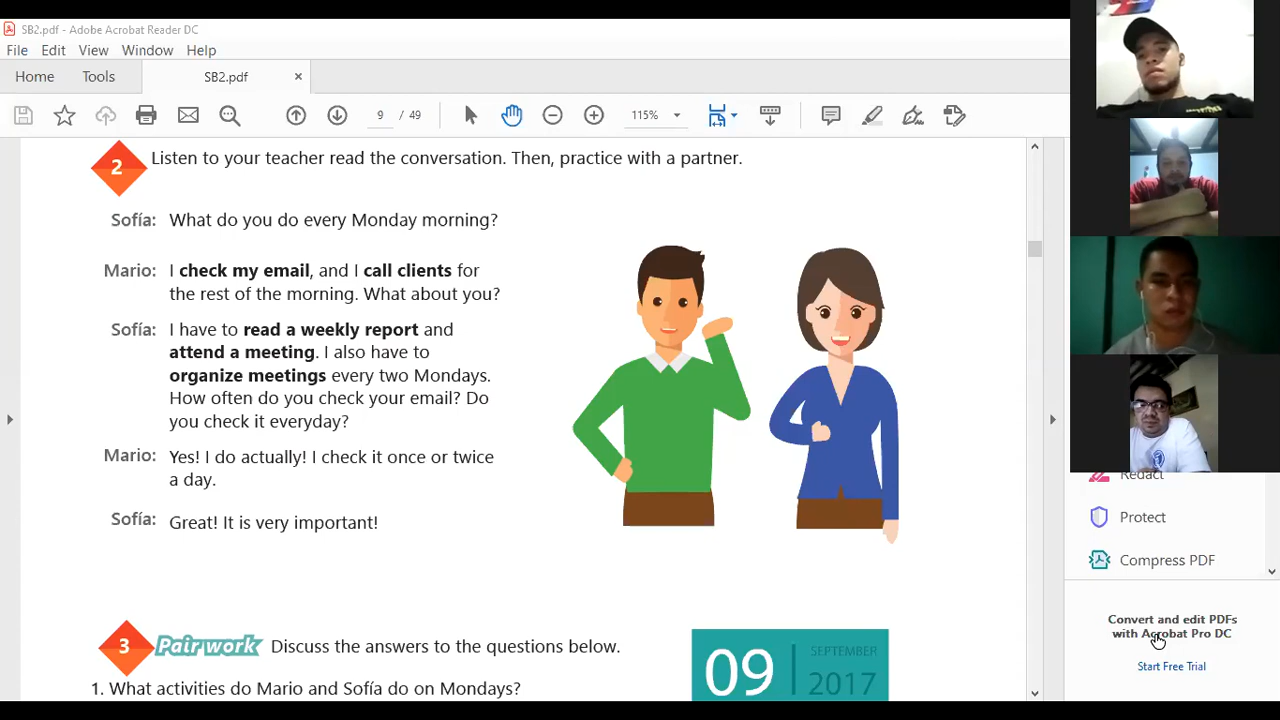 SB2.pdf - Adobe Acrobat Reader DC
File Edit View Window Help
Home Tools SB2.pdf ×
9 / 49 115%
2 Listen to your teacher read the conversation. Then, practice with a partner.
Sofía: What do you do every Monday morning?
Mario: I check my email, and I call clients for
the rest of the morning. What about you?
Sofía: I have to read a weekly report and
attend a meeting. I also have to
organize meetings every two Mondays.
How often do you check your email? Do
you check it everyday?
Mario: Yes! I do actually! I check it once or twice
a day.
Sofía: Great! It is very important!
3 Pair work Discuss the answers to the questions below.
1. What activities do Mario and Sofía do on Mondays?
09 SEPTEMBER
2017
Redact
Protect
Compress PDF
Convert and edit PDFs
with Acrobat Pro DC
Start Free Trial